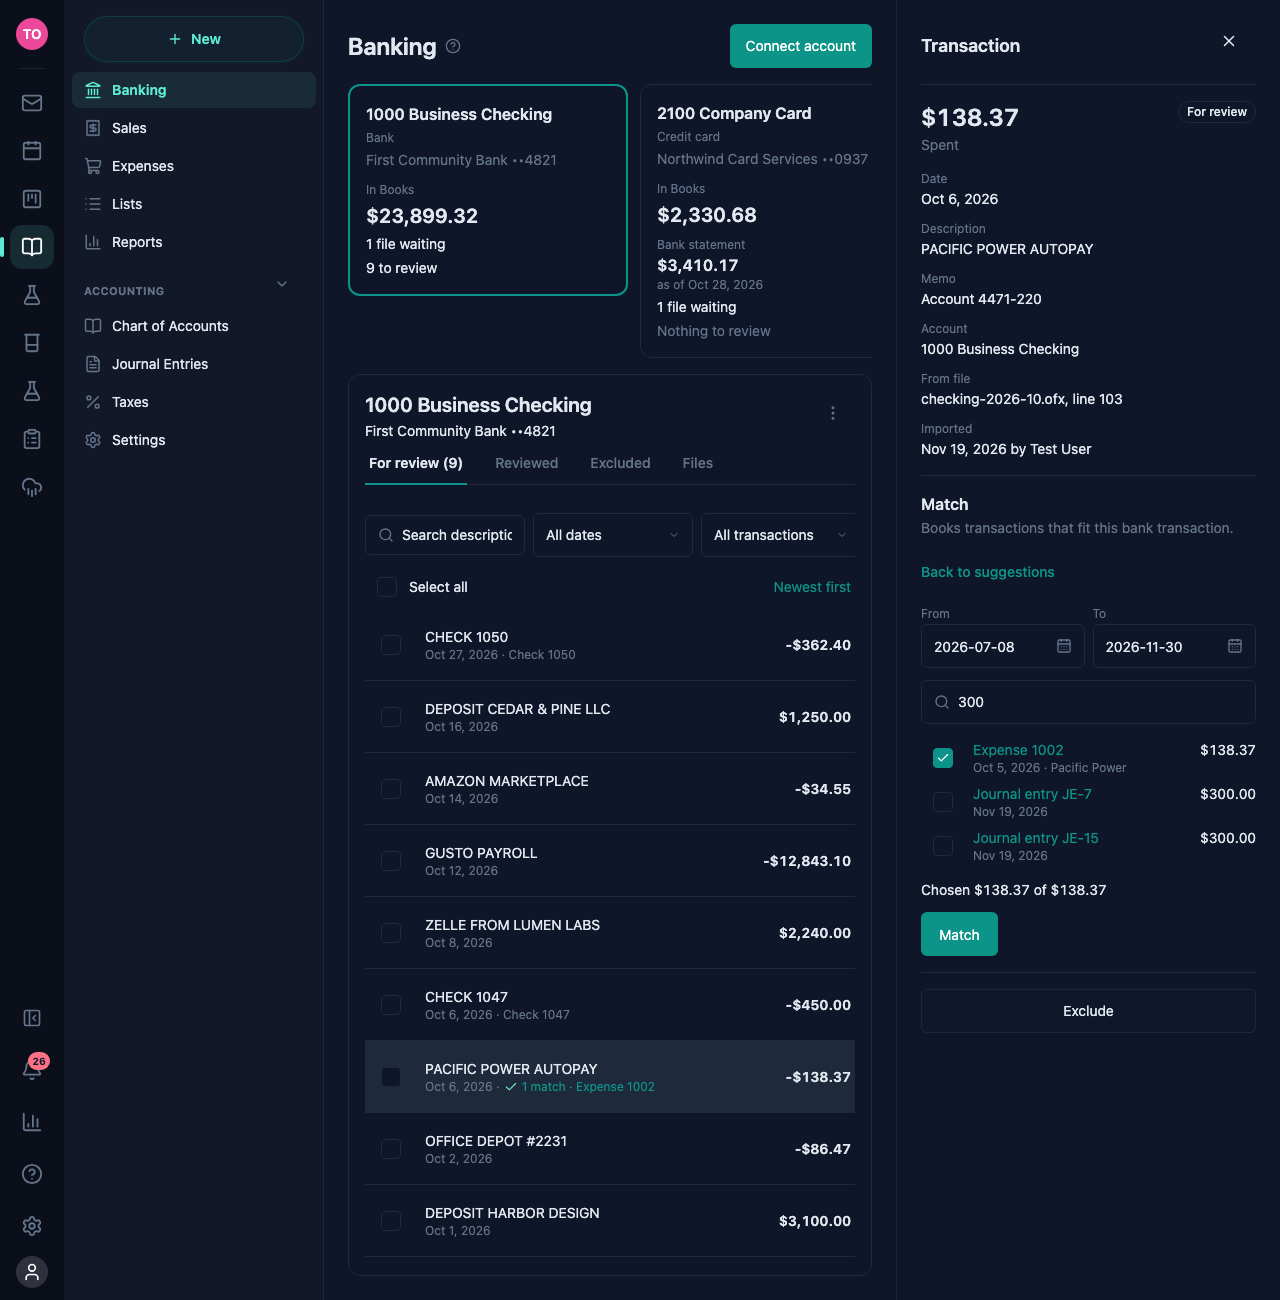 TO
New
Banking
Sales
Expenses
Lists
Reports
ACCOUNTING
Chart of Accounts
Journal Entries
Taxes
Settings
26
Banking
Connect account
1000 Business Checking
Bank
First Community Bank ••4821
In Books
$23,899.32
1 file waiting
9 to review
2100 Company Card
Credit card
Northwind Card Services ••0937
In Books
$2,330.68
Bank statement
$3,410.17
as of Oct 28, 2026
1 file waiting
Nothing to review
1000 Business Checking
First Community Bank ••4821
For review (9) Reviewed Excluded Files
Search descriptic All dates All transactions
Select all Newest first
CHECK 1050 -$362.40
Oct 27, 2026 · Check 1050
DEPOSIT CEDAR & PINE LLC $1,250.00
Oct 16, 2026
AMAZON MARKETPLACE -$34.55
Oct 14, 2026
GUSTO PAYROLL -$12,843.10
Oct 12, 2026
ZELLE FROM LUMEN LABS $2,240.00
Oct 8, 2026
CHECK 1047 -$450.00
Oct 6, 2026 · Check 1047
PACIFIC POWER AUTOPAY -$138.37
Oct 6, 2026 · 1 match · Expense 1002
OFFICE DEPOT #2231 -$86.47
Oct 2, 2026
DEPOSIT HARBOR DESIGN $3,100.00
Oct 1, 2026
Transaction
$138.37 For review
Spent
Date
Oct 6, 2026
Description
PACIFIC POWER AUTOPAY
Memo
Account 4471-220
Account
1000 Business Checking
From file
checking-2026-10.ofx, line 103
Imported
Nov 19, 2026 by Test User
Match
Books transactions that fit this bank transaction.
Back to suggestions
From To
2026-07-08 2026-11-30
300
Expense 1002 $138.37
Oct 5, 2026 · Pacific Power
Journal entry JE-7 $300.00
Nov 19, 2026
Journal entry JE-15 $300.00
Nov 19, 2026
Chosen $138.37 of $138.37
Match
Exclude